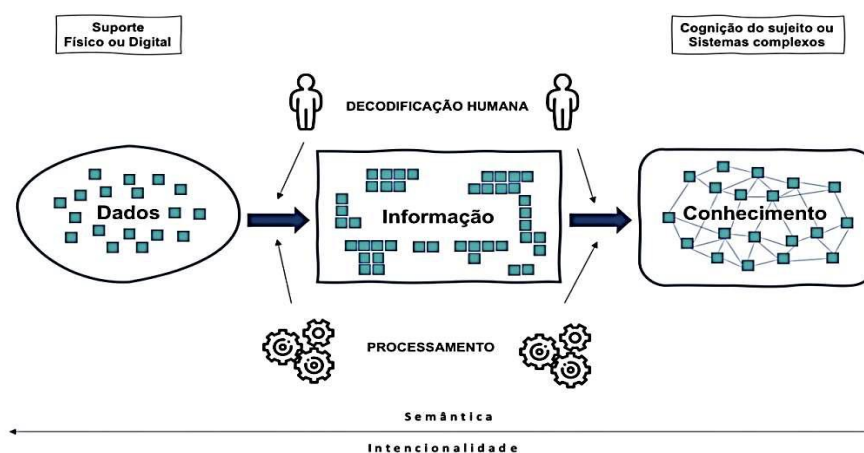 Suporte
Físico ou Digital
Cognição do sujeito ou
Sistemas complexos
DECODIFICAÇÃO HUMANA
Dados
Informação
Conhecimento
PROCESSAMENTO
Semântica
Intencionalidade